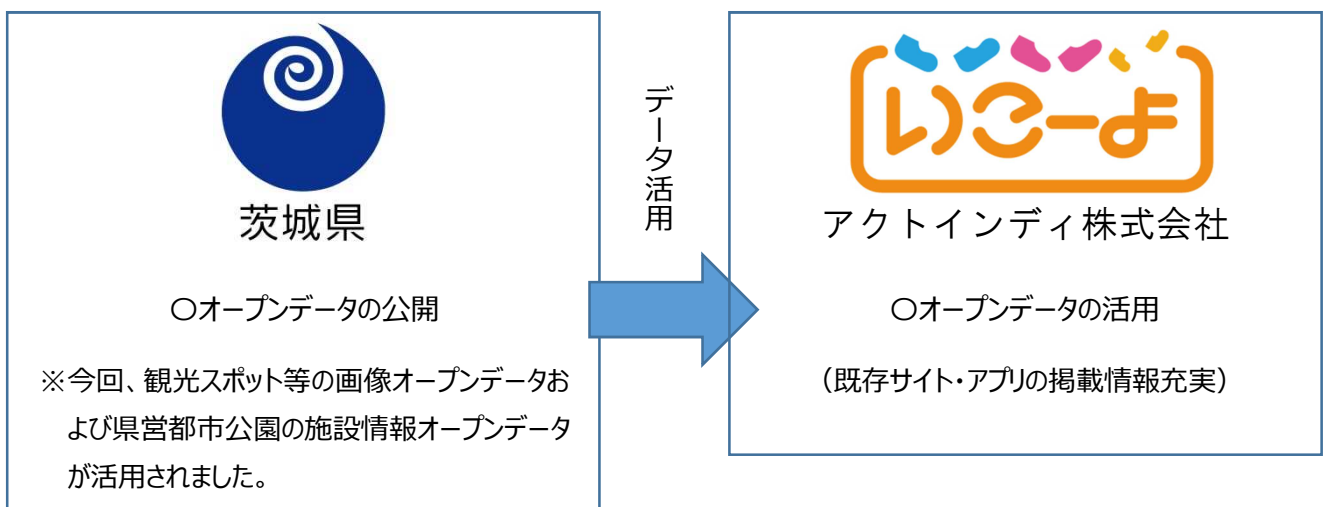 茨城県
〇オープンデータの公開
※今回、観光スポット等の画像オープンデータお
よび県営都市公園の施設情報オープンデータ
が活用されました。
データ活用
いこーよ
アクトインディ株式会社
〇オープンデータの活用
（既存サイト・アプリの掲載情報充実）